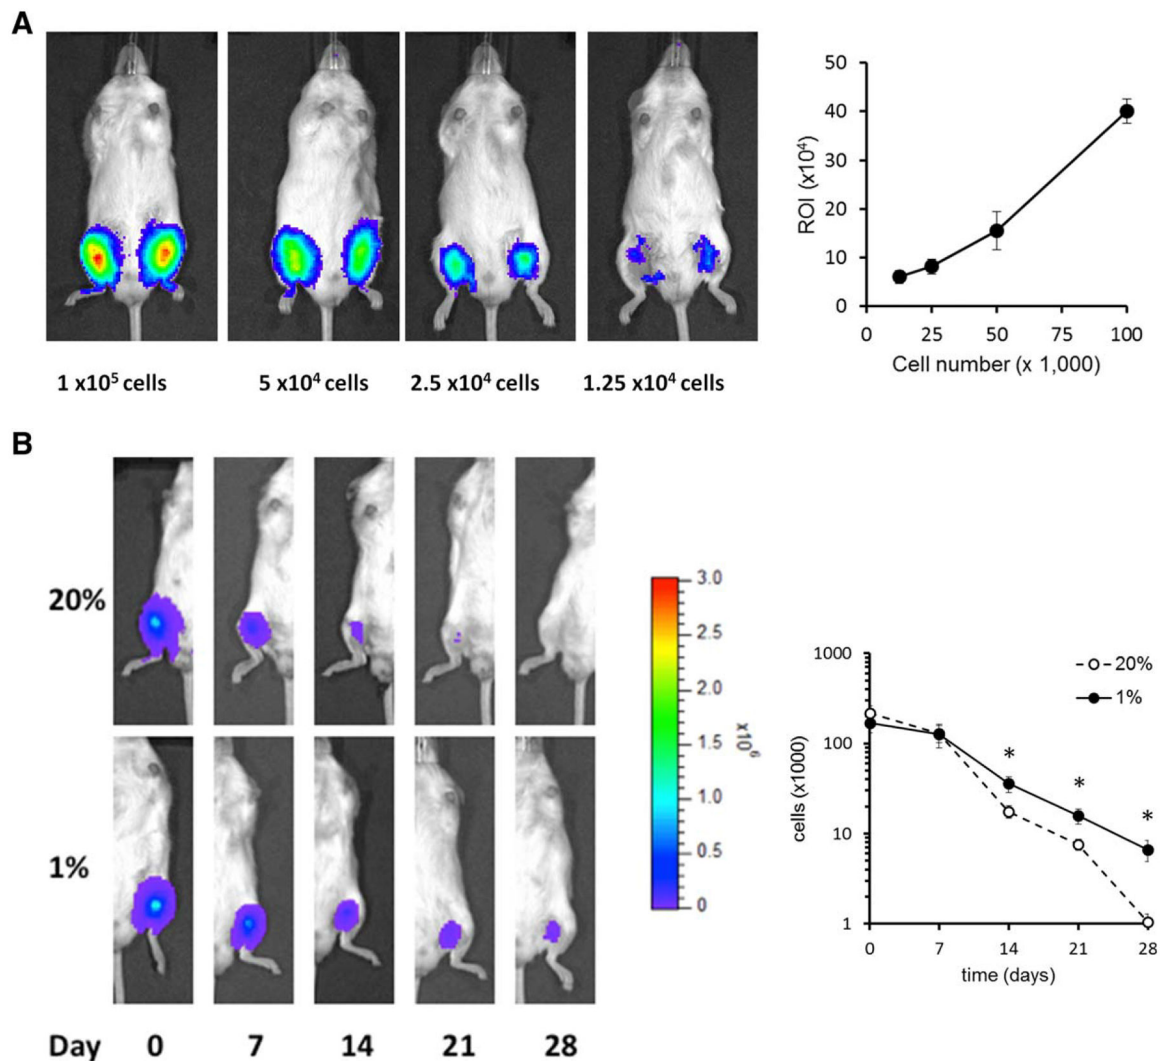 A
1 x10⁵ cells
5 x10⁴ cells
2.5 x10⁴ cells
1.25 x10⁴ cells
ROI (x10⁴)
50
40
30
20
10
0
0 25 50 75 100
Cell number (x 1,000)
B
20%
1%
Day 0 7 14 21 28
3.0
2.5
2.0
1.5
1.0
0.5
0
x10⁶
cells (x1000)
1000
100
10
1
20%
1%
*
*
*
0 7 14 21 28
time (days)